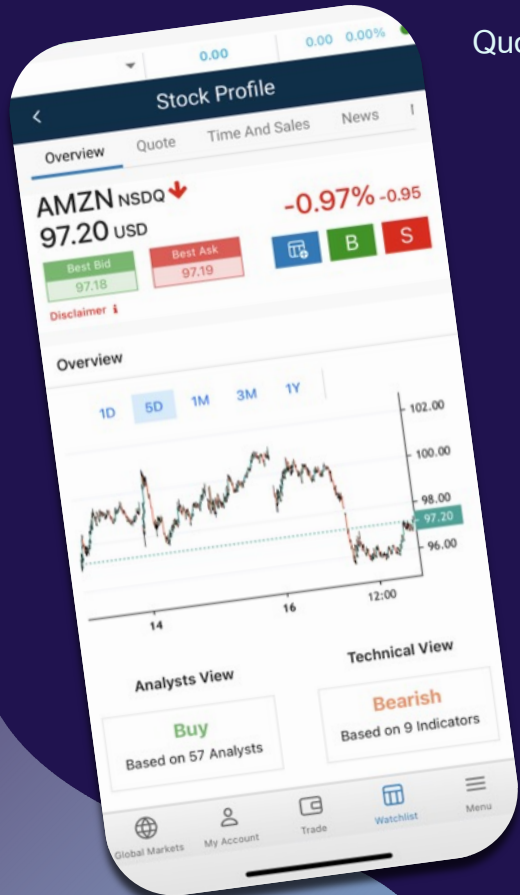 Quo
0.00
0.00 0.00%
Stock Profile
Overview Quote Time And Sales News
AMZN NSDQ
-0.97% -0.95
97.20 USD
Best Bid
97.18
Best Ask
97.19
B
S
Disclaimer i
Overview
1D 5D 1M 3M 1Y
102.00
100.00
98.00
97.20
96.00
14
16
12:00
Analysts View
Buy
Based on 57 Analysts
Technical View
Bearish
Based on 9 Indicators
Global Markets
My Account
Trade
Watchlist
Menu